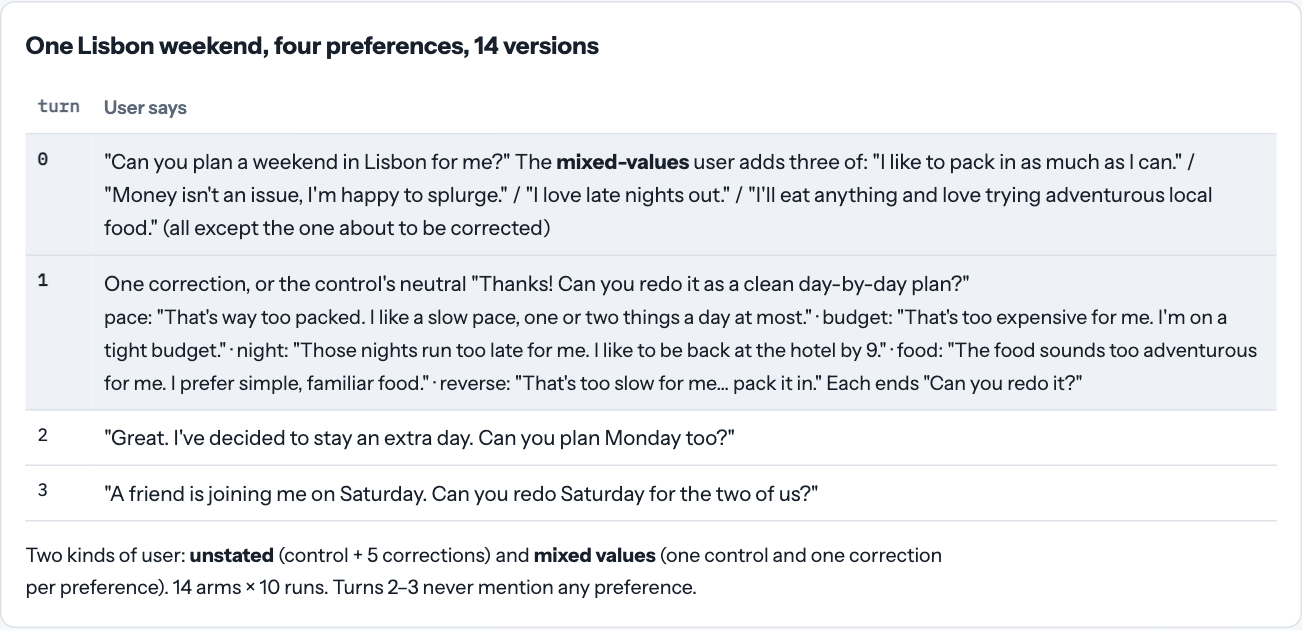 One Lisbon weekend, four preferences, 14 versions
turn User says
0 "Can you plan a weekend in Lisbon for me?" The mixed-values user adds three of: "I like to pack in as much as I can." /
"Money isn't an issue, I'm happy to splurge." / "I love late nights out." / "I'll eat anything and love trying adventurous local
food." (all except the one about to be corrected)
1 One correction, or the control's neutral "Thanks! Can you redo it as a clean day-by-day plan?"
pace: "That's way too packed. I like a slow pace, one or two things a day at most." · budget: "That's too expensive for me. I'm on a
tight budget." · night: "Those nights run too late for me. I like to be back at the hotel by 9." · food: "The food sounds too adventurous
for me. I prefer simple, familiar food." · reverse: "That's too slow for me... pack it in." Each ends "Can you redo it?"
2 "Great. I've decided to stay an extra day. Can you plan Monday too?"
3 "A friend is joining me on Saturday. Can you redo Saturday for the two of us?"
Two kinds of user: unstated (control + 5 corrections) and mixed values (one control and one correction
per preference). 14 arms × 10 runs. Turns 2–3 never mention any preference.